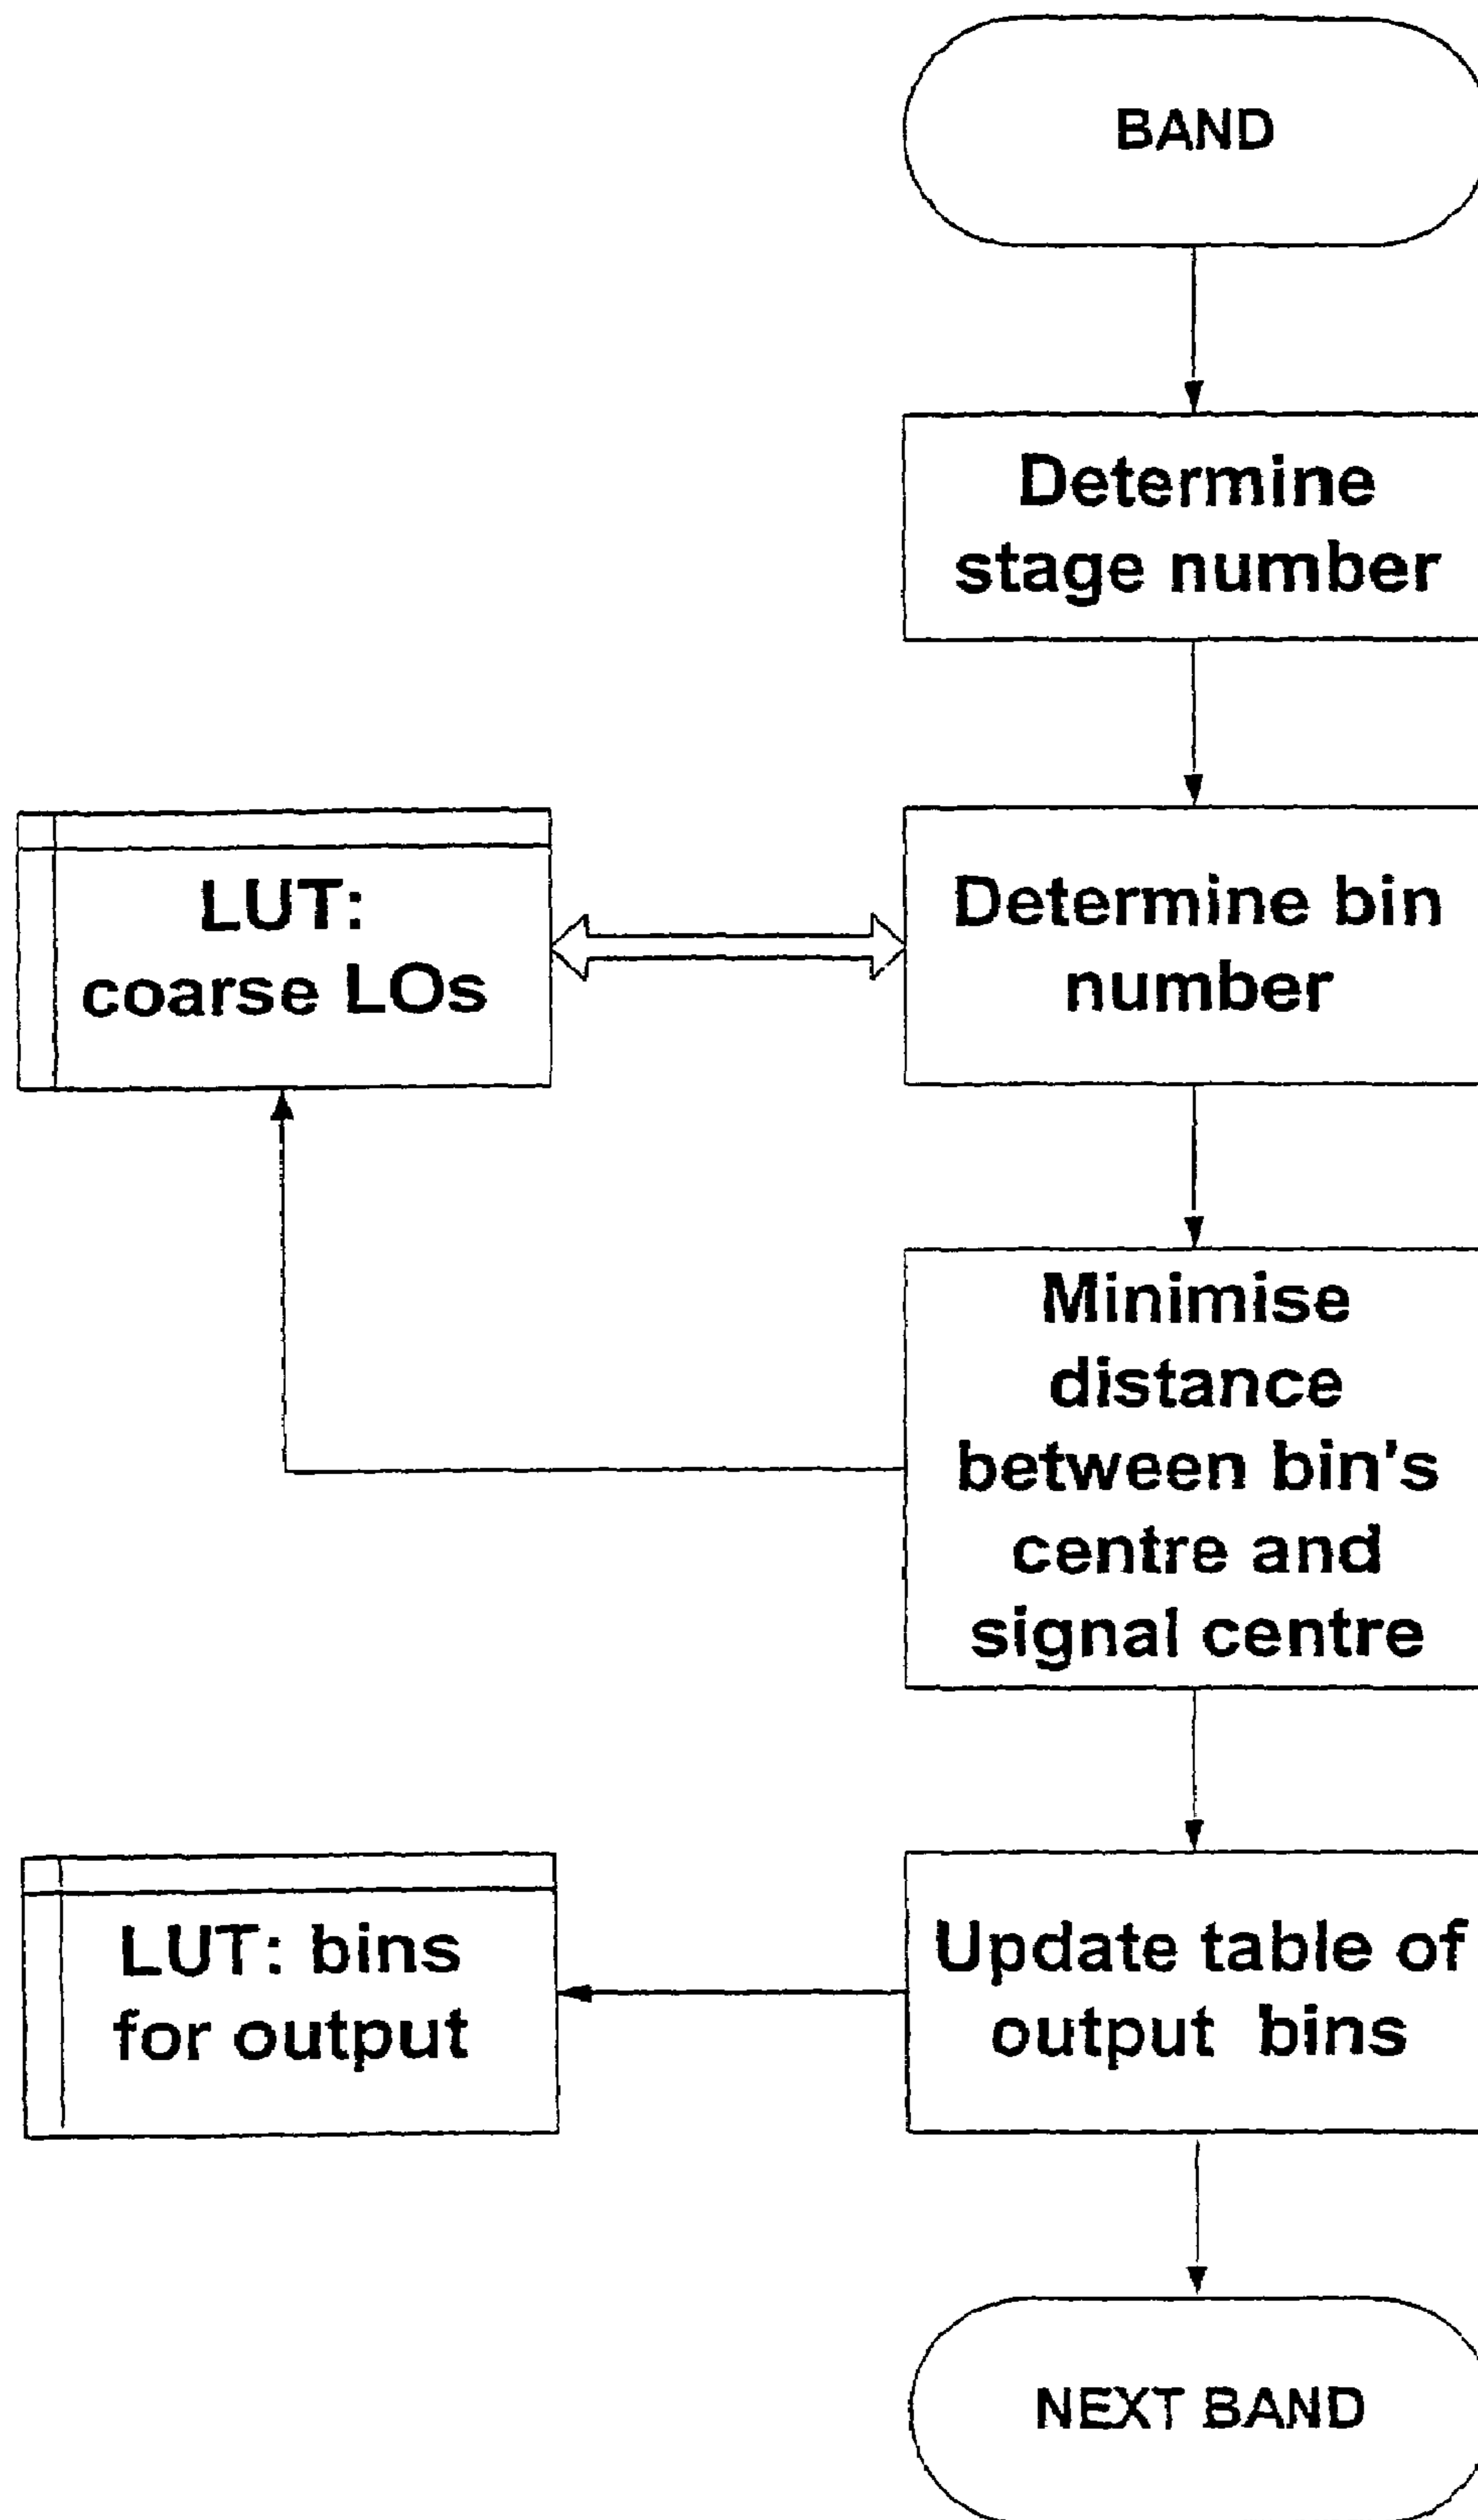 BAND
Determine
stage number
LUT:
coarse LOs
Determine bin
number
Minimise
distance
between bin's
centre and
signal centre
LUT: bins
for output
Update table of
output bins
NEXT BAND